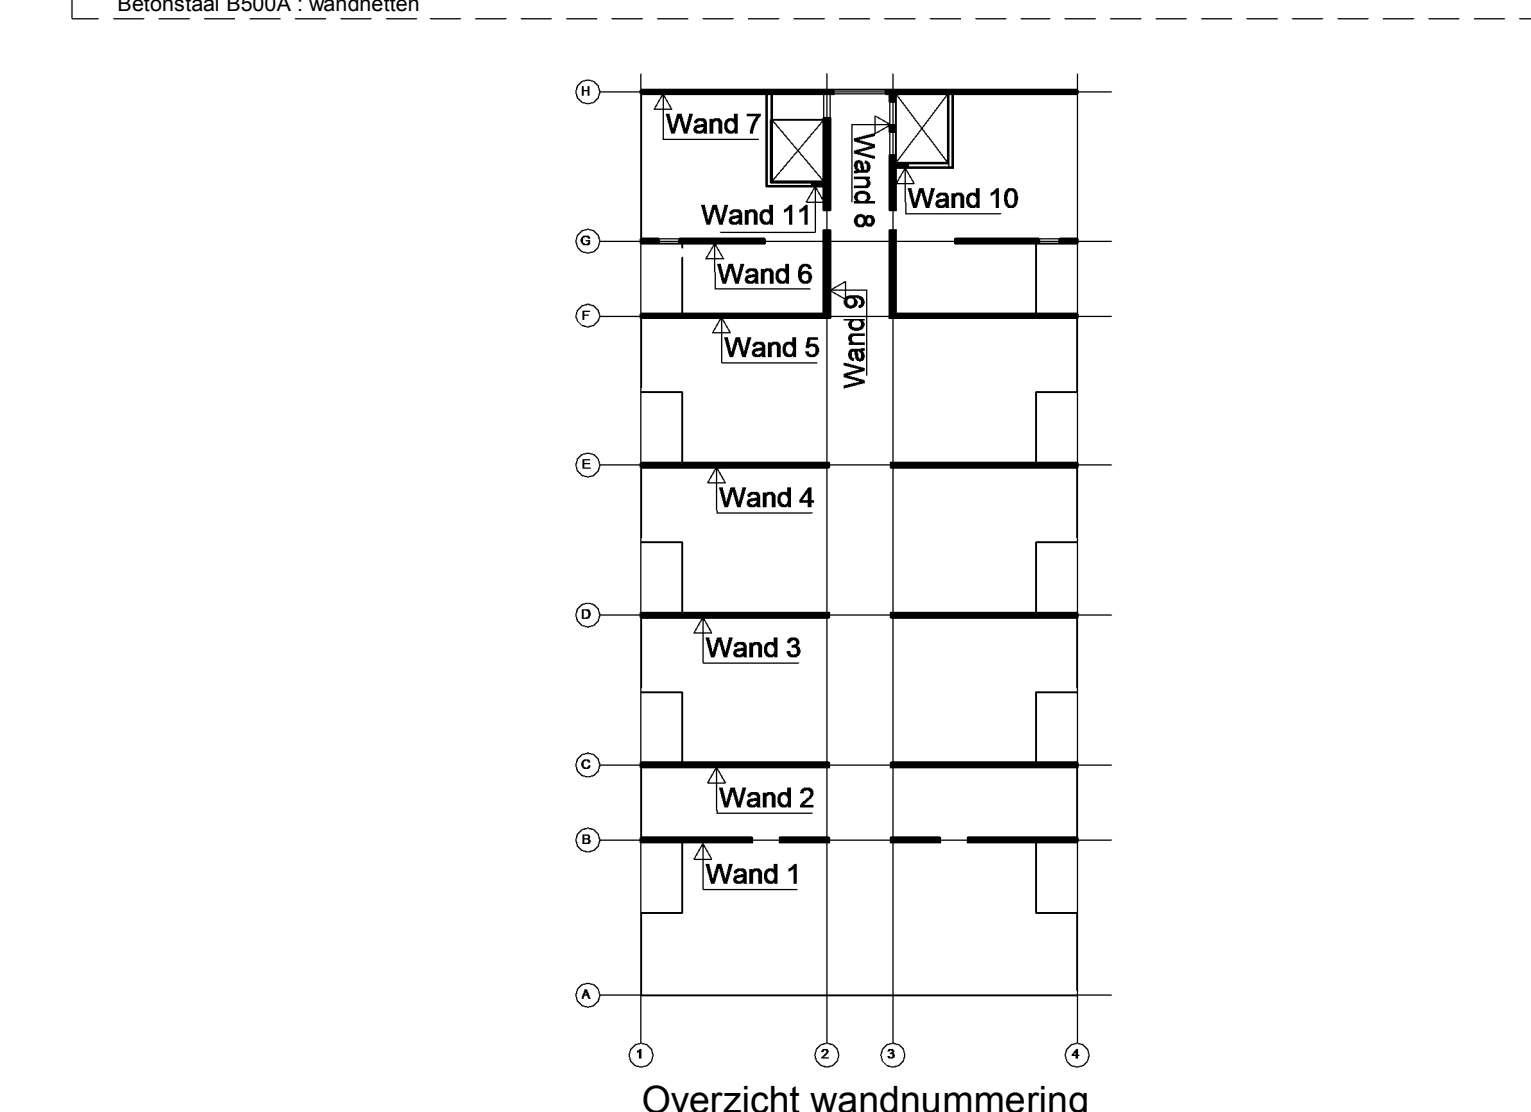 Betonstaal B500A : wandnetten
H
Wand 7
Wand 8
Wand 10
Wand 11
G
Wand 6
Wand 9
F
Wand 5
E
Wand 4
D
Wand 3
C
Wand 2
B
Wand 1
A
1
2
3
4
Overzicht wandnummering